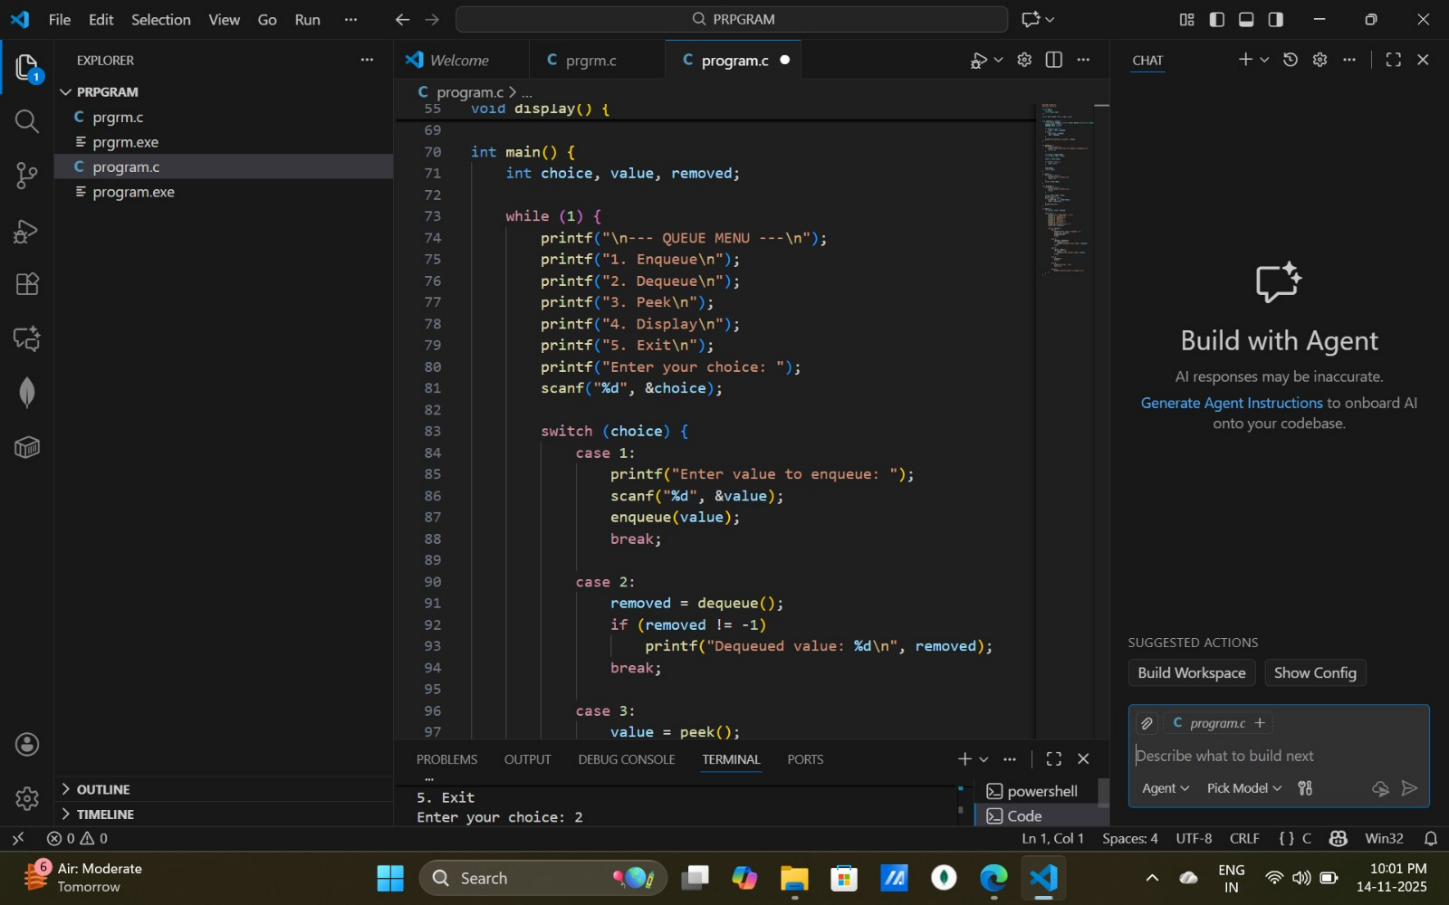 File Edit Selection View Go Run ··· PRPGRAM
EXPLORER ···
PRPGRAM
C prgrm.c
prgrm.exe
C program.c
program.exe
1
OUTLINE
TIMELINE
Welcome C prgrm.c C program.c
C program.c > ...
55 void display() {
69
70 int main() {
71 int choice, value, removed;
72
73 while (1) {
74 printf("\n--- QUEUE MENU ---\n");
75 printf("1. Enqueue\n");
76 printf("2. Dequeue\n");
77 printf("3. Peek\n");
78 printf("4. Display\n");
79 printf("5. Exit\n");
80 printf("Enter your choice: ");
81 scanf("%d", &choice);
82
83 switch (choice) {
84 case 1:
85 printf("Enter value to enqueue: ");
86 scanf("%d", &value);
87 enqueue(value);
88 break;
89
90 case 2:
91 removed = dequeue();
92 if (removed != -1)
93 printf("Dequeued value: %d\n", removed);
94 break;
95
96 case 3:
97 value = peek();
PROBLEMS OUTPUT DEBUG CONSOLE TERMINAL PORTS
5. Exit
Enter your choice: 2
powershell
Code
CHAT
Build with Agent
AI responses may be inaccurate.
Generate Agent Instructions to onboard AI
onto your codebase.
SUGGESTED ACTIONS
Build Workspace Show Config
C program.c +
Describe what to build next
Agent Pick Model
0 0 Ln 1, Col 1 Spaces: 4 UTF-8 CRLF {} C Win32
6 Air: Moderate
Tomorrow
Search
ENG
IN
10:01 PM
14-11-2025